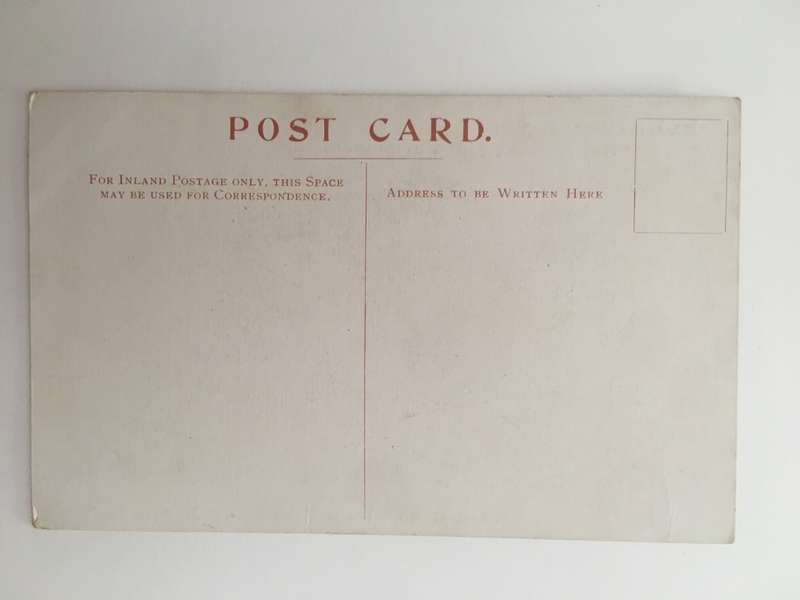 POST CARD.
FOR INLAND POSTAGE ONLY, THIS SPACE
MAY BE USED FOR CORRESPONDENCE.
ADDRESS TO BE WRITTEN HERE